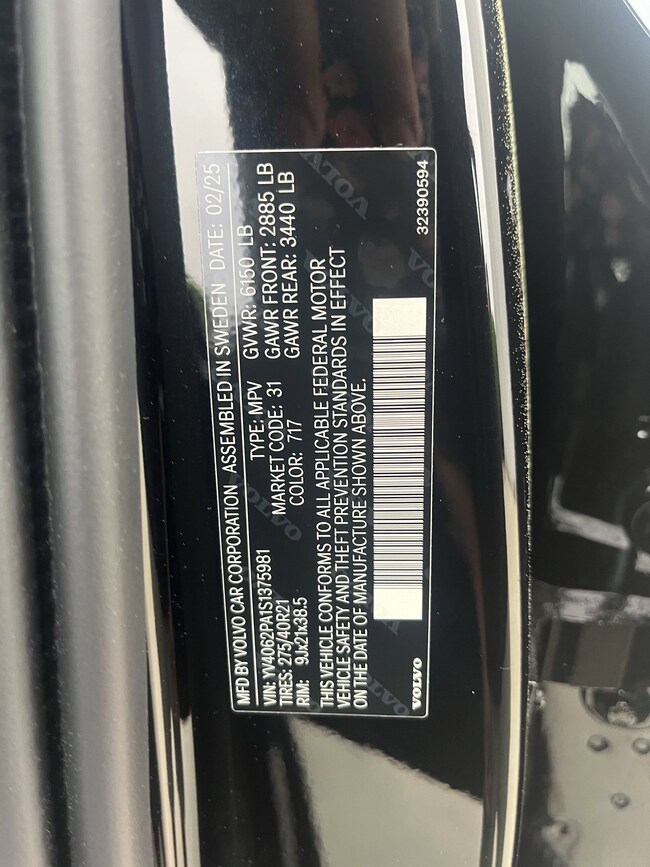 MFD BY VOLVO CAR CORPORATION ASSEMBLED IN SWEDEN DATE: 02/25
VIN: YV4062PA1S1375981 TYPE: MPV GVWR: 6150 LB
TIRES: 275/40R21 MARKET CODE: 31 GAWR FRONT: 2885 LB
RIM: 9Jx21x38.5 COLOR: 717 GAWR REAR: 3440 LB
THIS VEHICLE CONFORMS TO ALL APPLICABLE FEDERAL MOTOR
VEHICLE SAFETY AND THEFT PREVENTION STANDARDS IN EFFECT
ON THE DATE OF MANUFACTURE SHOWN ABOVE.
VOLVO 32390594